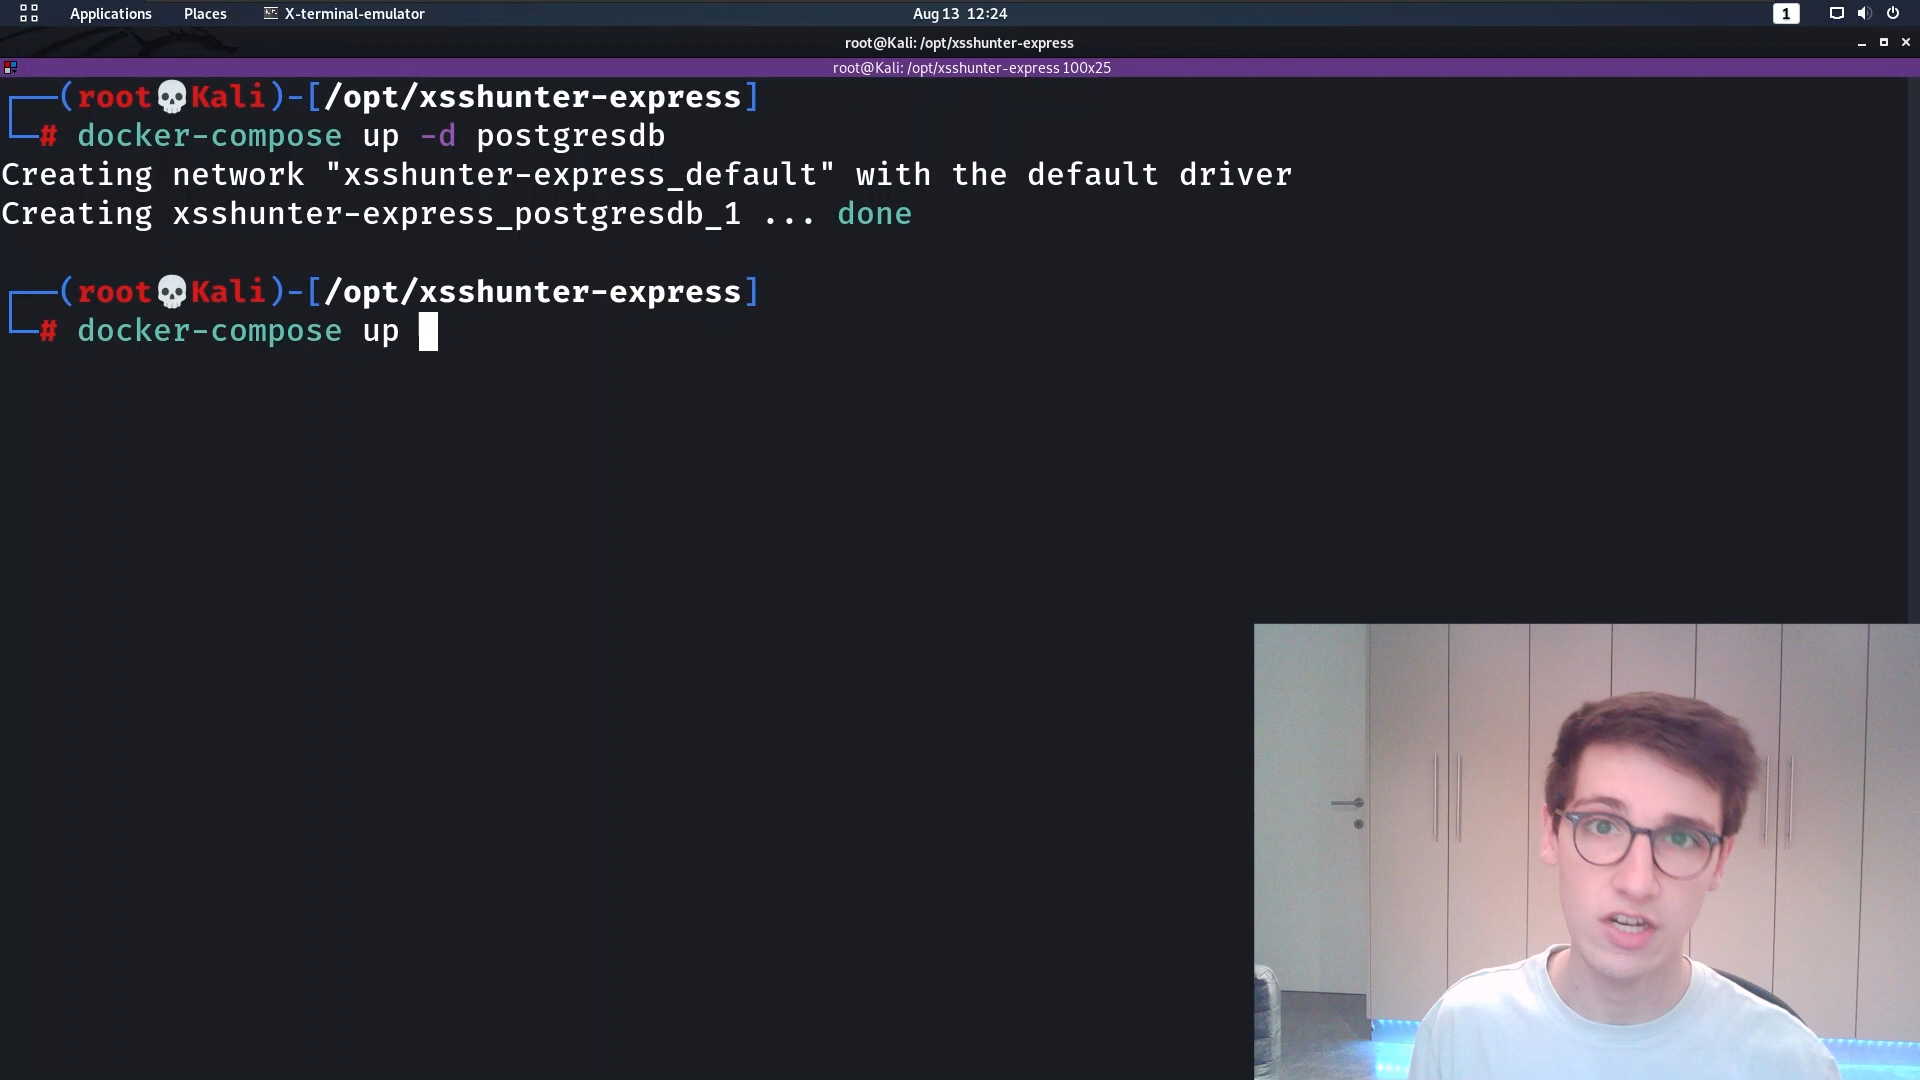 Applications Places X-terminal-emulator Aug 13 12:24 1
root@Kali: /opt/xsshunter-express
root@Kali: /opt/xsshunter-express 100x25
(root💀Kali)-[/opt/xsshunter-express]
# docker-compose up -d postgresdb
Creating network "xsshunter-express_default" with the default driver
Creating xsshunter-express_postgresdb_1 ... done
(root💀Kali)-[/opt/xsshunter-express]
# docker-compose up